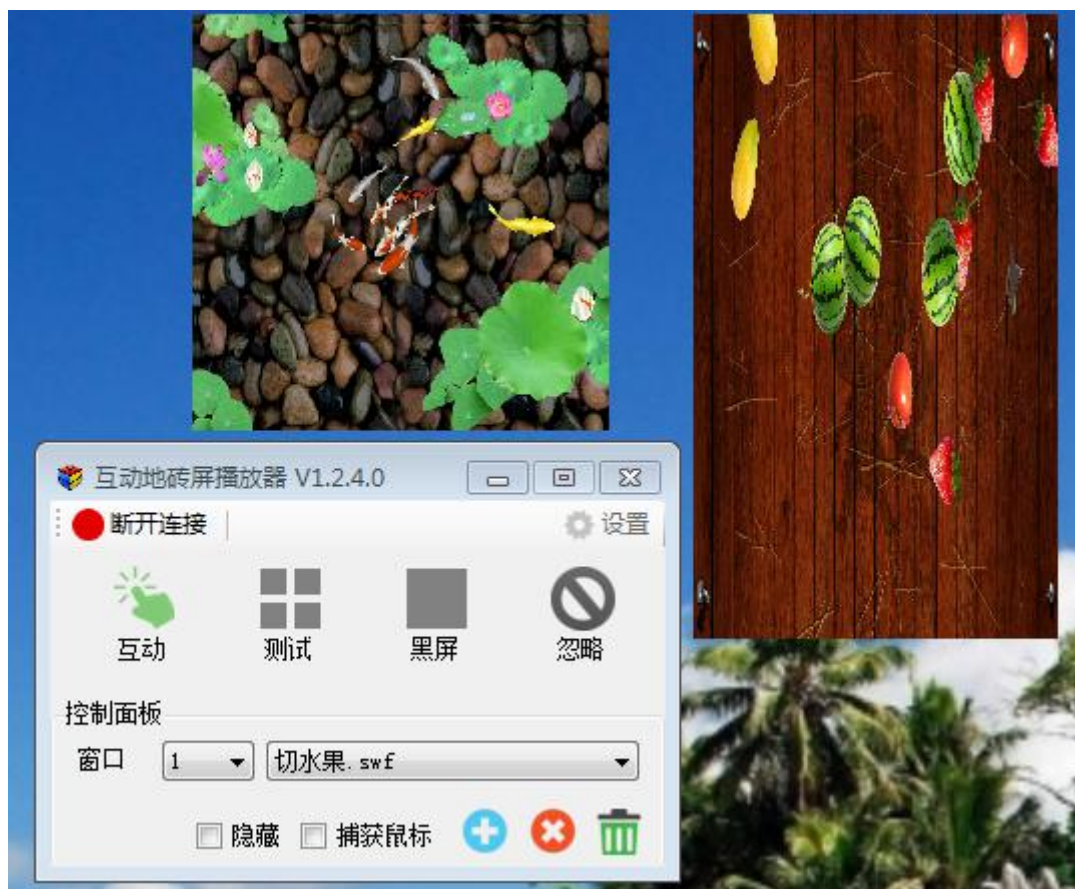 互动地砖屏播放器 V1.2.4.0
断开连接 设置
互动 测试 黑屏 忽略
控制面板
窗口 1 切水果.swf
隐藏 捕获鼠标